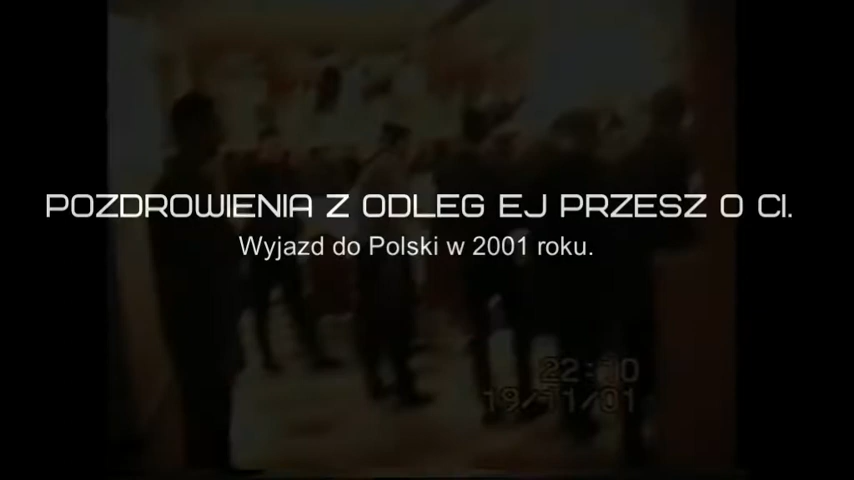 POZDROWIENIA Z ODLEG EJ PRZESZ O CI.
Wyjazd do Polski w 2001 roku.
22:10
19/11/01